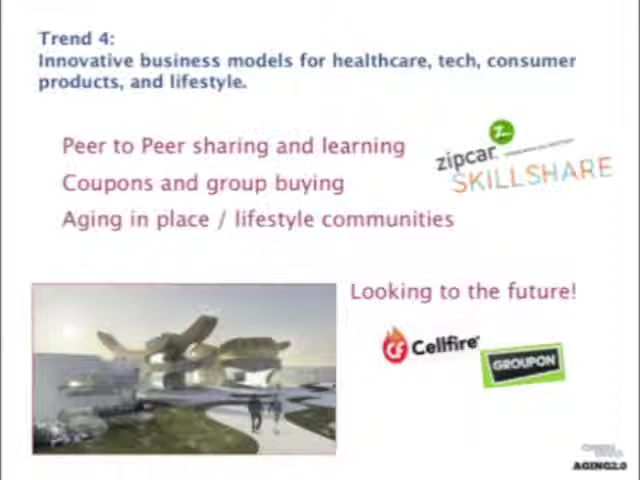 Trend 4:
Innovative business models for healthcare, tech, consumer
products, and lifestyle.
Peer to Peer sharing and learning
zipcar
SKILLSHARE
Coupons and group buying
Aging in place / lifestyle communities
Looking to the future!
Cellfire
GROUPON
AGING2.0